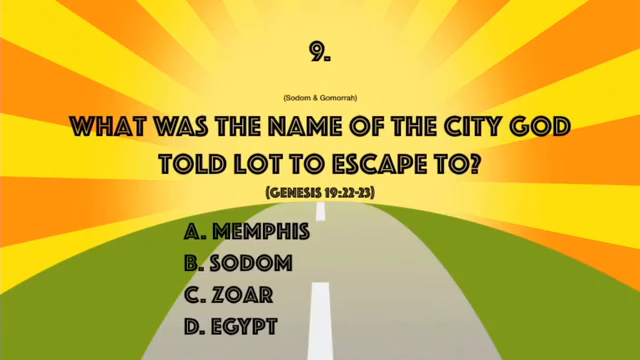 9.
(Sodom & Gomorrah)
WHAT WAS THE NAME OF THE CITY GOD
TOLD LOT TO ESCAPE TO?
(GENESIS 19:22-23)
A. MEMPHIS
B. SODOM
C. ZOAR
D. EGYPT